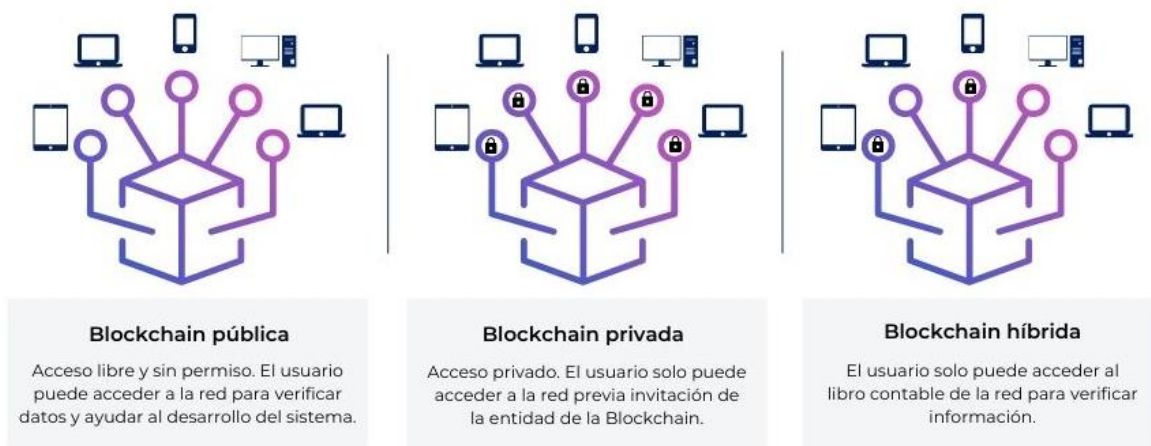 Blockchain pública
Acceso libre y sin permiso. El usuario
puede acceder a la red para verificar
datos y ayudar al desarrollo del sistema.
Blockchain privada
Acceso privado. El usuario solo puede
acceder a la red previa invitación de
la entidad de la Blockchain.
Blockchain híbrida
El usuario solo puede acceder al
libro contable de la red para verificar
información.